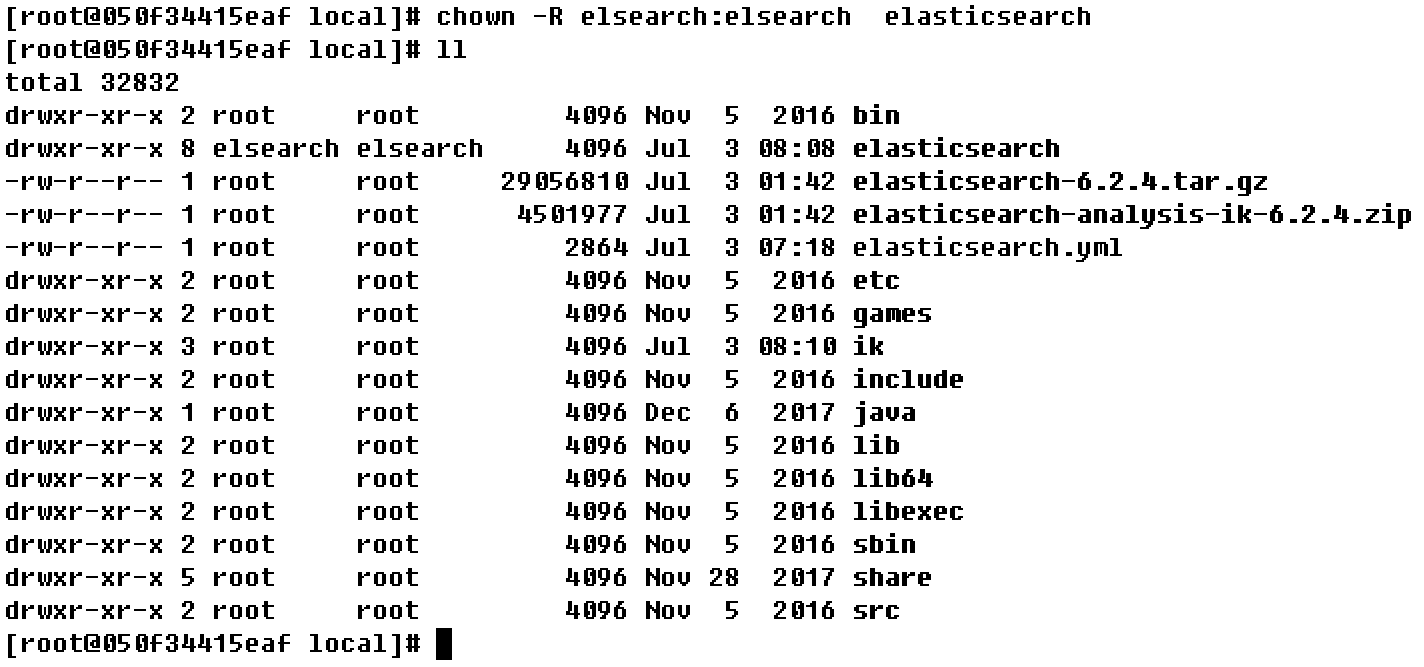 [root@050f34415eaf local]# chown -R elsearch:elsearch  elasticsearch
[root@050f34415eaf local]# ll
total 32832
drwxr-xr-x 2 root     root         4096 Nov  5  2016 bin
drwxr-xr-x 8 elsearch elsearch     4096 Jul  3 08:08 elasticsearch
-rw-r--r-- 1 root     root     29056810 Jul  3 01:42 elasticsearch-6.2.4.tar.gz
-rw-r--r-- 1 root     root      4501977 Jul  3 01:42 elasticsearch-analysis-ik-6.2.4.zip
-rw-r--r-- 1 root     root         2864 Jul  3 07:18 elasticsearch.yml
drwxr-xr-x 2 root     root         4096 Nov  5  2016 etc
drwxr-xr-x 2 root     root         4096 Nov  5  2016 games
drwxr-xr-x 3 root     root         4096 Jul  3 08:10 ik
drwxr-xr-x 2 root     root         4096 Nov  5  2016 include
drwxr-xr-x 1 root     root         4096 Dec  6  2017 java
drwxr-xr-x 2 root     root         4096 Nov  5  2016 lib
drwxr-xr-x 2 root     root         4096 Nov  5  2016 lib64
drwxr-xr-x 2 root     root         4096 Nov  5  2016 libexec
drwxr-xr-x 2 root     root         4096 Nov  5  2016 sbin
drwxr-xr-x 5 root     root         4096 Nov 28  2017 share
drwxr-xr-x 2 root     root         4096 Nov  5  2016 src
[root@050f34415eaf local]#